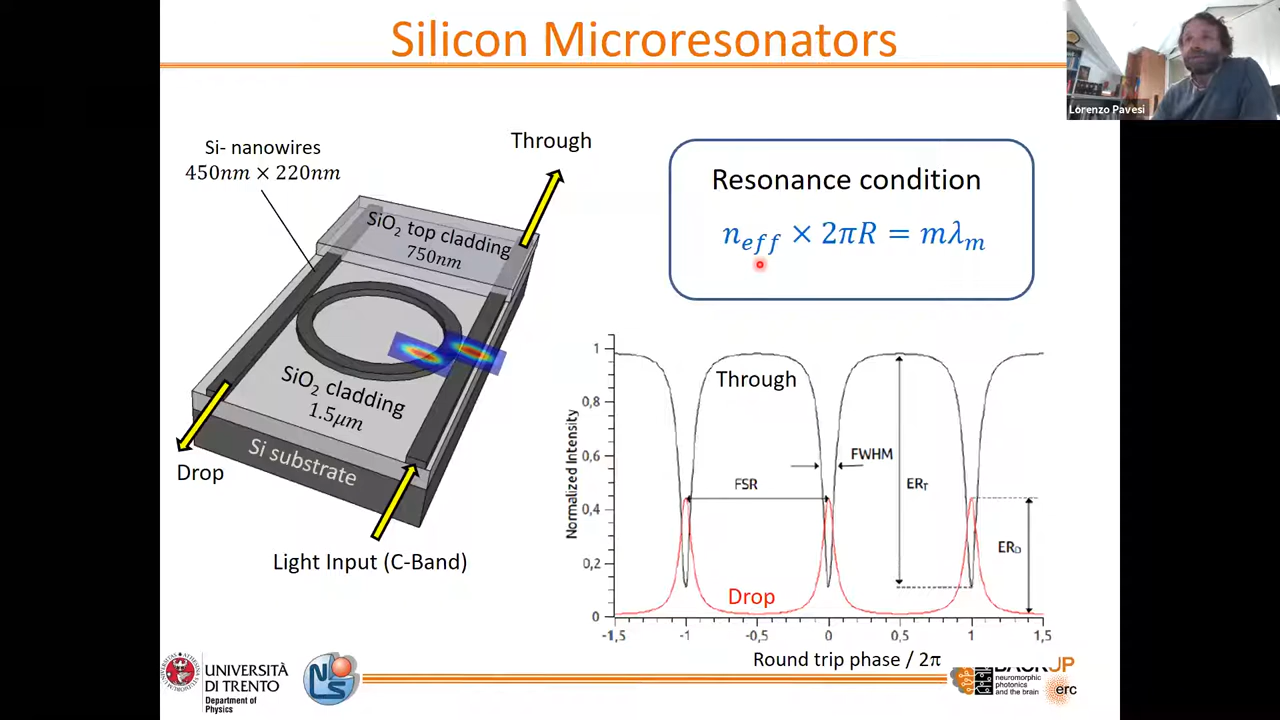 Silicon Microresonators
Lorenzo Pavesi
Si- nanowires
450nm × 220nm
Through
SiO₂ top cladding
750nm
SiO₂ cladding
1.5μm
Si substrate
Drop
Light Input (C-Band)
Resonance condition
n_eff × 2πR = mλ_m
Normalized Intensity
1
0,8
0,6
0,4
0,2
0
Through
FWHM
FSR
ER_T
ER_D
Drop
-1,5
-1
-0,5
0
0,5
1
1,5
Round trip phase / 2π
UNIVERSITÀ
DI TRENTO
Department of
Physics
NLS
BACKUP
neuromorphic
photonics
and the brain
erc